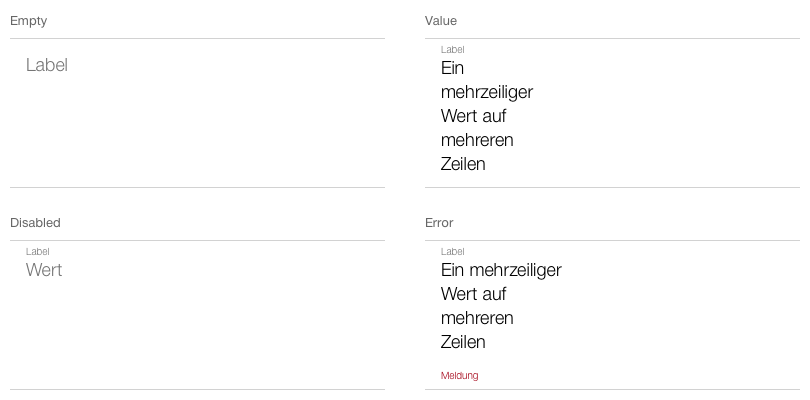 Empty
Label
Value
Label
Ein
mehrzeiliger
Wert auf
mehreren
Zeilen
Disabled
Label
Wert
Error
Label
Ein mehrzeiliger
Wert auf
mehreren
Zeilen
Meldung